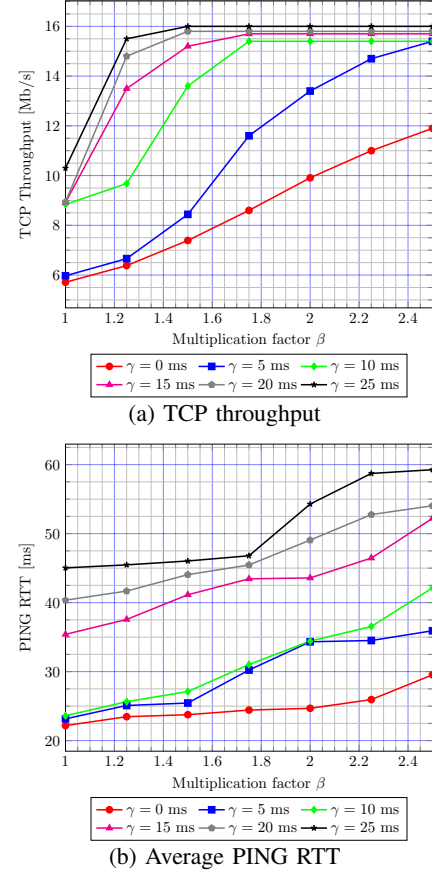 16
14
12
10
8
6
TCP Throughput [Mb/s]
1 1.2 1.4 1.6 1.8 2 2.2 2.4
Multiplication factor β
γ = 0 ms γ = 5 ms γ = 10 ms
γ = 15 ms γ = 20 ms γ = 25 ms
(a) TCP throughput
60
50
40
30
20
PING RTT [ms]
1 1.2 1.4 1.6 1.8 2 2.2 2.4
Multiplication factor β
γ = 0 ms γ = 5 ms γ = 10 ms
γ = 15 ms γ = 20 ms γ = 25 ms
(b) Average PING RTT